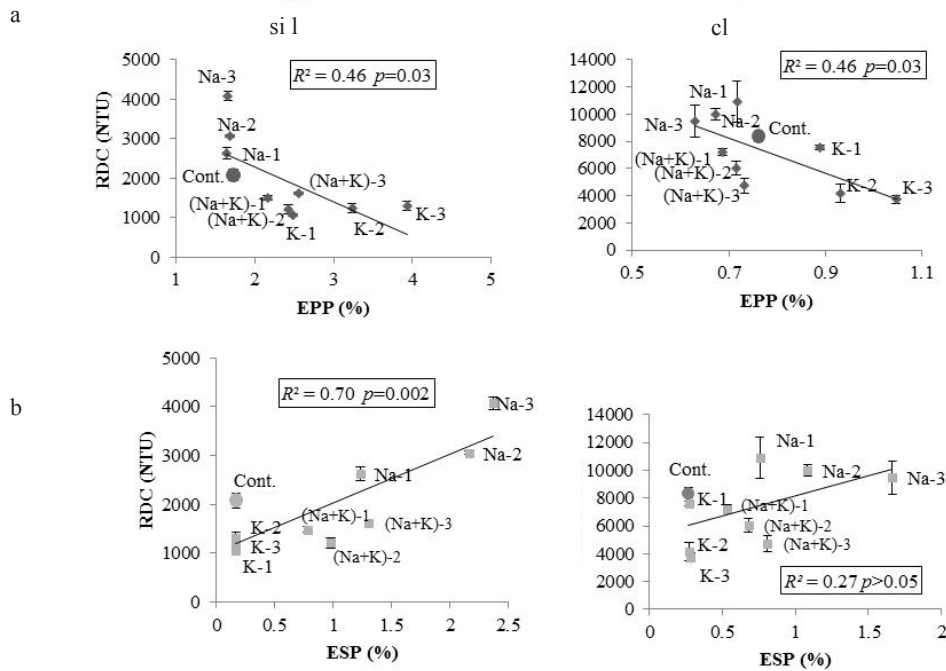 a
si l
cl
5000
4000
3000
2000
1000
0
RDC (NTU)
R² = 0.46 p=0.03
Na-3
Na-2
Na-1
Cont.
(Na+K)-3
(Na+K)-1
(Na+K)-2
K-1
K-2
K-3
1 2 3 4 5
EPP (%)
14000
12000
10000
8000
6000
4000
2000
0
R² = 0.46 p=0.03
Na-1
Na-3
Na-2
Cont.
K-1
(Na+K)-1
(Na+K)-2
(Na+K)-3
K-2
K-3
0.5 0.7 0.9 1.1
EPP (%)
b
5000
4000
3000
2000
1000
0
RDC (NTU)
R² = 0.70 p=0.002
Na-3
Na-2
Na-1
Cont.
(Na+K)-1
(Na+K)-3
K-2
K-3
(Na+K)-2
K-1
0 0.5 1 1.5 2 2.5
ESP (%)
14000
12000
10000
8000
6000
4000
2000
0
Na-1
Cont.
Na-2
Na-3
K-1
(Na+K)-1
(Na+K)-2
K-2
(Na+K)-3
K-3
R² = 0.27 p>0.05
0 0.5 1 1.5 2
ESP (%)